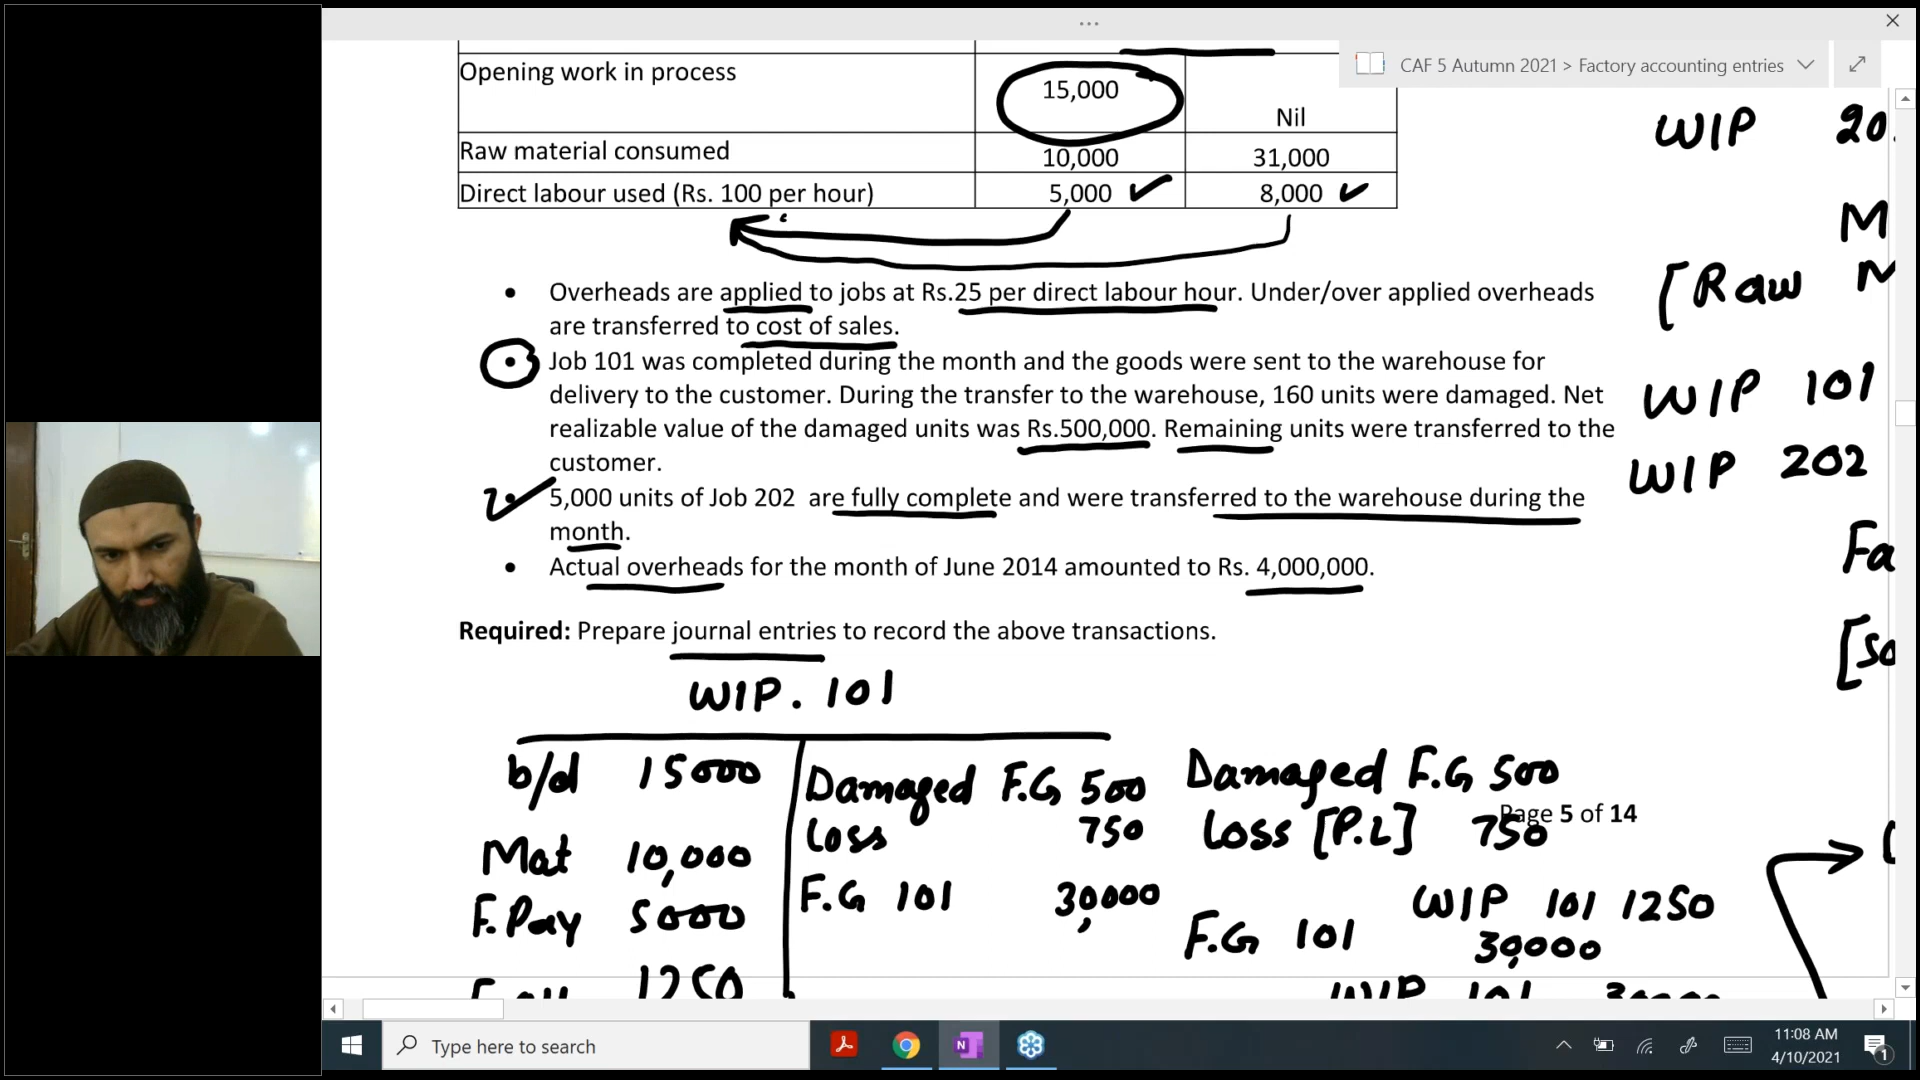 CAF 5 Autumn 2021 > Factory accounting entries
Opening work in process 15,000 Nil
Raw material consumed 10,000 31,000
Direct labour used (Rs. 100 per hour) 5,000 8,000
• Overheads are applied to jobs at Rs.25 per direct labour hour. Under/over applied overheads
are transferred to cost of sales.
• Job 101 was completed during the month and the goods were sent to the warehouse for
delivery to the customer. During the transfer to the warehouse, 160 units were damaged. Net
realizable value of the damaged units was Rs.500,000. Remaining units were transferred to the
customer.
• 5,000 units of Job 202 are fully complete and were transferred to the warehouse during the
month.
• Actual overheads for the month of June 2014 amounted to Rs. 4,000,000.
Required: Prepare journal entries to record the above transactions.
WIP 20
M
[Raw M
WIP 101
WIP 202
Fa
[So
WIP. 101
b/d 15000
Mat 10,000
F.Pay 5000
1250
Damaged F.G 500
loss 750
F.G 101 30,000
Damaged F.G 500
Loss [P.L] 750
WIP 101 1250
F.G 101 30,000
WIP 101 30000
Page 5 of 14
Type here to search
11:08 AM
4/10/2021
1